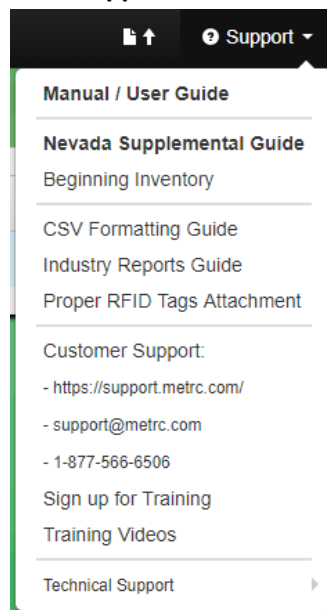 Support
Manual / User Guide
Nevada Supplemental Guide
Beginning Inventory
CSV Formatting Guide
Industry Reports Guide
Proper RFID Tags Attachment
Customer Support:
- https://support.metrc.com/
- support@metrc.com
- 1-877-566-6506
Sign up for Training
Training Videos
Technical Support